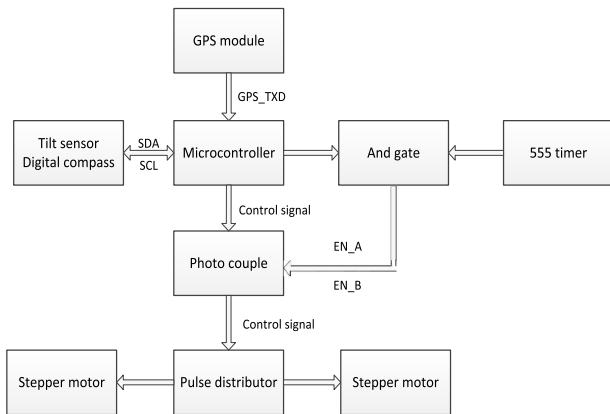 GPS module
GPS_TXD
Tilt sensor
Digital compass
SDA
SCL
Microcontroller
And gate
555 timer
Control signal
EN_A
Photo couple
EN_B
Control signal
Stepper motor
Pulse distributor
Stepper motor